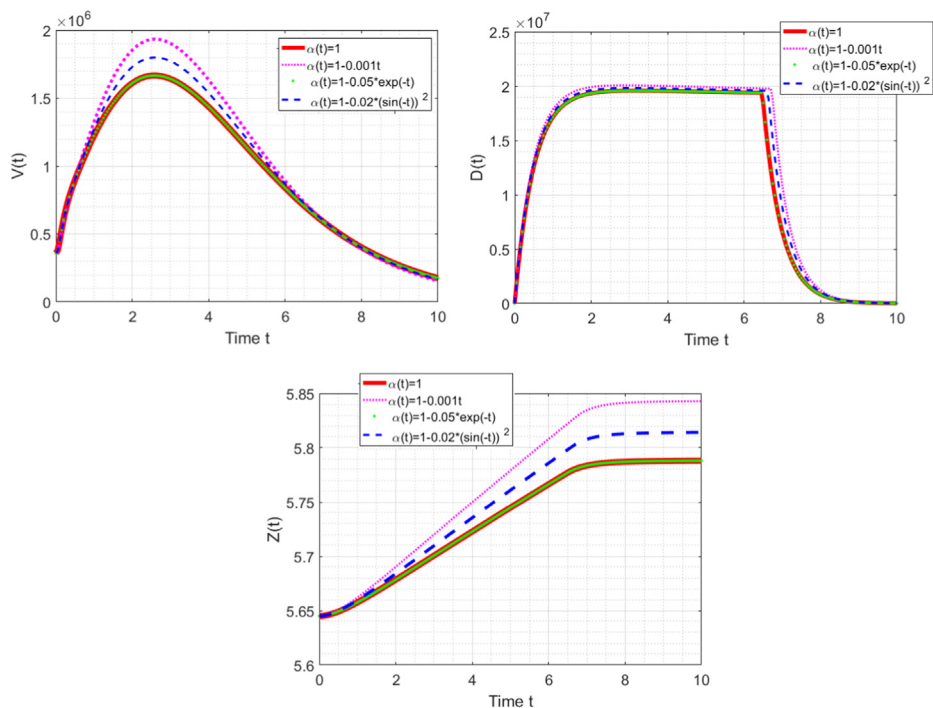 ×10⁶
2
1.5
1
0.5
0
V(t)
0 2 4 6 8 10
Time t
α(t)=1
α(t)=1-0.001t
α(t)=1-0.05*exp(-t)
α(t)=1-0.02*(sin(-t)) ²
×10⁷
2.5
2
1.5
1
0.5
0
D(t)
0 2 4 6 8 10
Time t
α(t)=1
α(t)=1-0.001t
α(t)=1-0.05*exp(-t)
α(t)=1-0.02*(sin(-t)) ²
α(t)=1
α(t)=1-0.001t
α(t)=1-0.05*exp(-t)
α(t)=1-0.02*(sin(-t)) ²
5.85
5.8
5.75
5.7
5.65
5.6
Z(t)
0 2 4 6 8 10
Time t